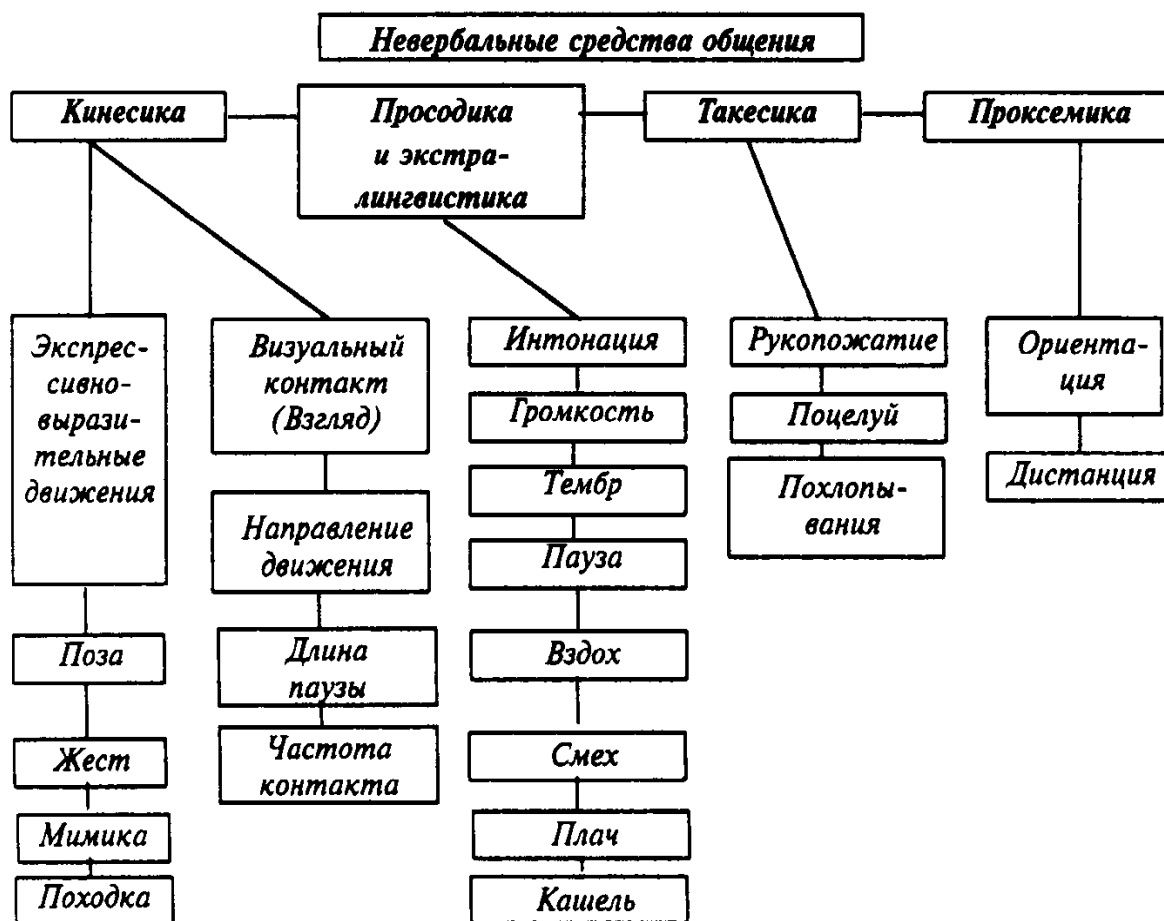 Невербальные средства общения
Кинесика
Просодика
и экстра-
лингвистика
Такесика
Проксемика
Экспрес-
сивно-
вырази-
тельные
движения
Поза
Жест
Мимика
Походка
Визуальный
контакт
(Взгляд)
Направление
движения
Длина
паузы
Частота
контакта
Интонация
Громкость
Тембр
Пауза
Вздох
Смех
Плач
Кашель
Рукопожатие
Поцелуй
Похлопы-
вания
Ориента-
ция
Дистанция